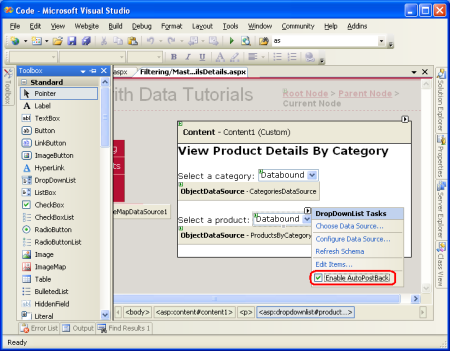 Code - Microsoft Visual Studio
File Edit View Website Build Debug Format Layout Tools Window Community Help Addins
as
Toolbox
Toolbox
Standard
Pointer
Label
TextBox
Button
LinkButton
ImageButton
HyperLink
DropDownList
ListBox
CheckBox
CheckBoxList
RadioButton
RadioButtonList
Image
ImageMap
Table
BulletedList
HiddenField
Literal
aspx Filtering/Mast...ilsDetails.aspx
ith Data Tutorials
Root Node > Parent Node >
Current Node
Content - Content1 (Custom)
View Product Details By Category
Select a category: Databound
ObjectDataSource - CategoriesDataSource
eMapDataSource1
Select a product: Databound
ObjectDataSource - ProductsByCategory
DropDownList Tasks
Choose Data Source...
Configure Data Source...
Refresh Schema
Edit Items...
Enable AutoPostBack
<body> <asp:content#content1> <p> <asp:dropdownlist#product...
Solution Explorer
Properties
Server Explorer
Class View
Error List Output Find Results 1
Ready